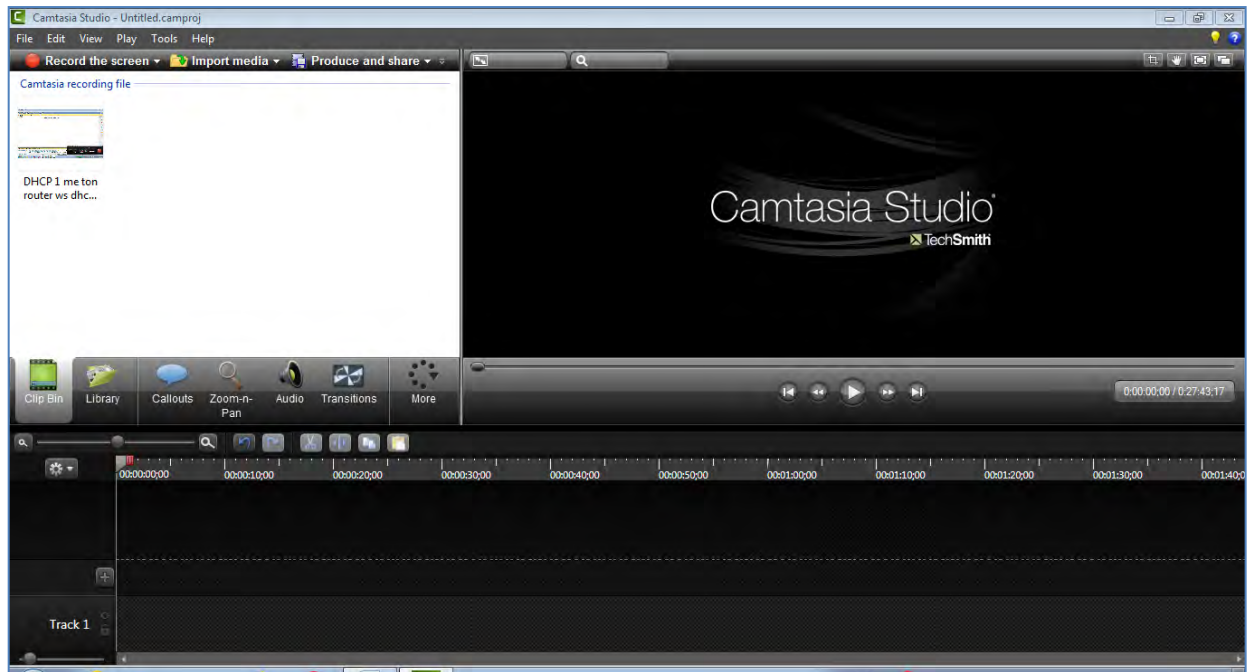 Camtasia Studio - Untitled.camproj
File Edit View Play Tools Help
Record the screen Import media Produce and share
Camtasia recording file
DHCP 1 me ton
router ws dhc...
Camtasia Studio®
TechSmith
Clip Bin Library Callouts Zoom-n-Pan Audio Transitions More
0:00:00;00 / 0:27:43;17
00:00:00;00 00:00:10;00 00:00:20;00 00:00:30;00 00:00:40;00 00:00:50;00 00:01:00;00 00:01:10;00 00:01:20;00 00:01:30;00 00:01:40;0
Track 1